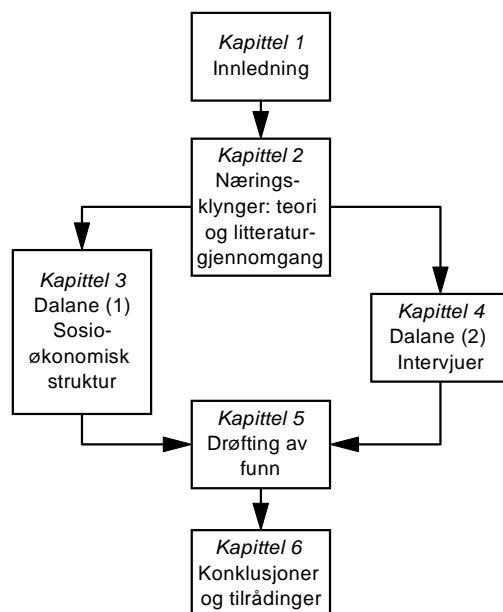 Kapittel 1
Innledning
Kapittel 2
Nærings-
klynger: teori
og litteratur-
gjennomgang
Kapittel 3
Dalane (1)
Sosio-
økonomisk
struktur
Kapittel 4
Dalane (2)
Intervjuer
Kapittel 5
Drøfting av
funn
Kapittel 6
Konklusjoner
og tilrådinger